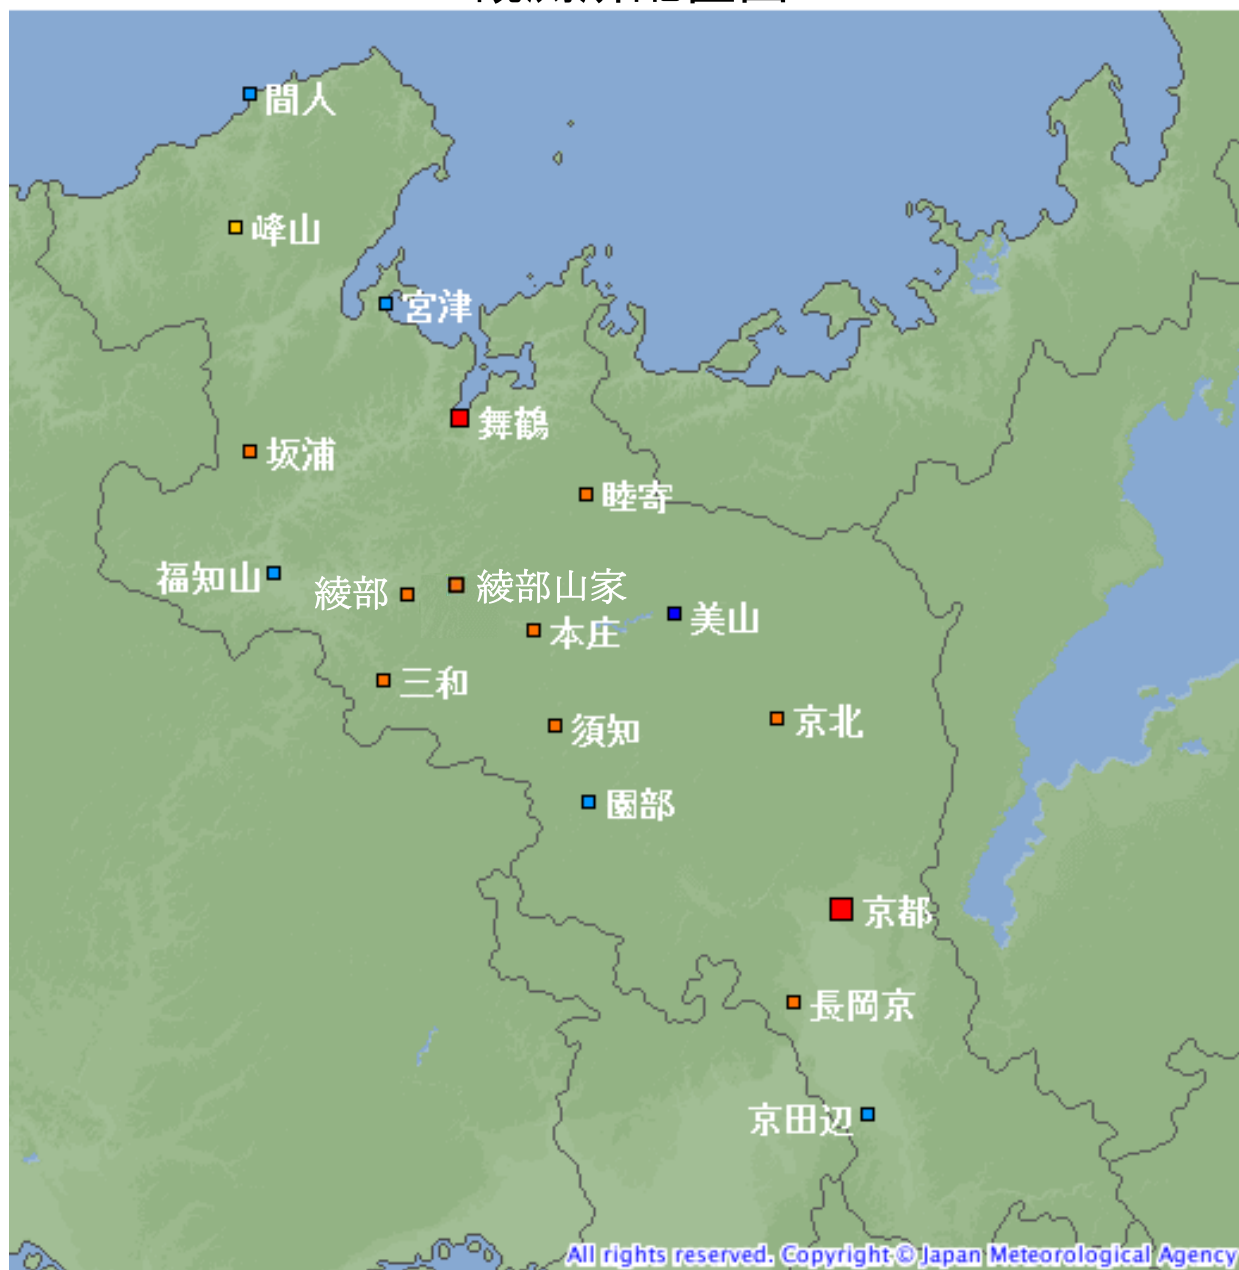 間人
峰山
宮津
舞鶴
坂浦
睦寄
福知山
綾部
綾部山家
本庄
美山
三和
須知
京北
園部
京都
長岡京
京田辺
All rights reserved. Copyright © Japan Meteorological Agency